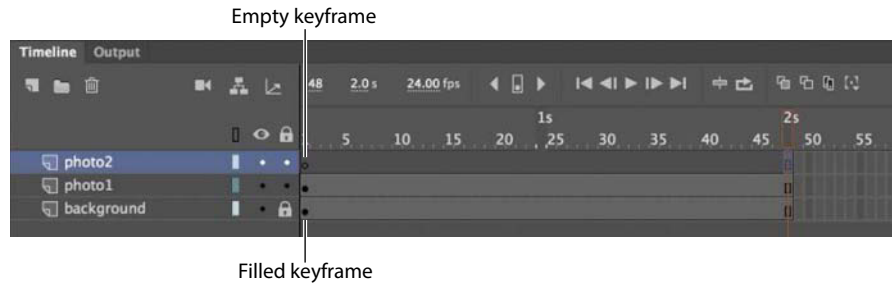 Empty keyframe
Timeline Output
48 2.0 s 24.00 fps
1s 2s
5 10 15 20 25 30 35 40 45 50 55
photo2
photo1
background
Filled keyframe